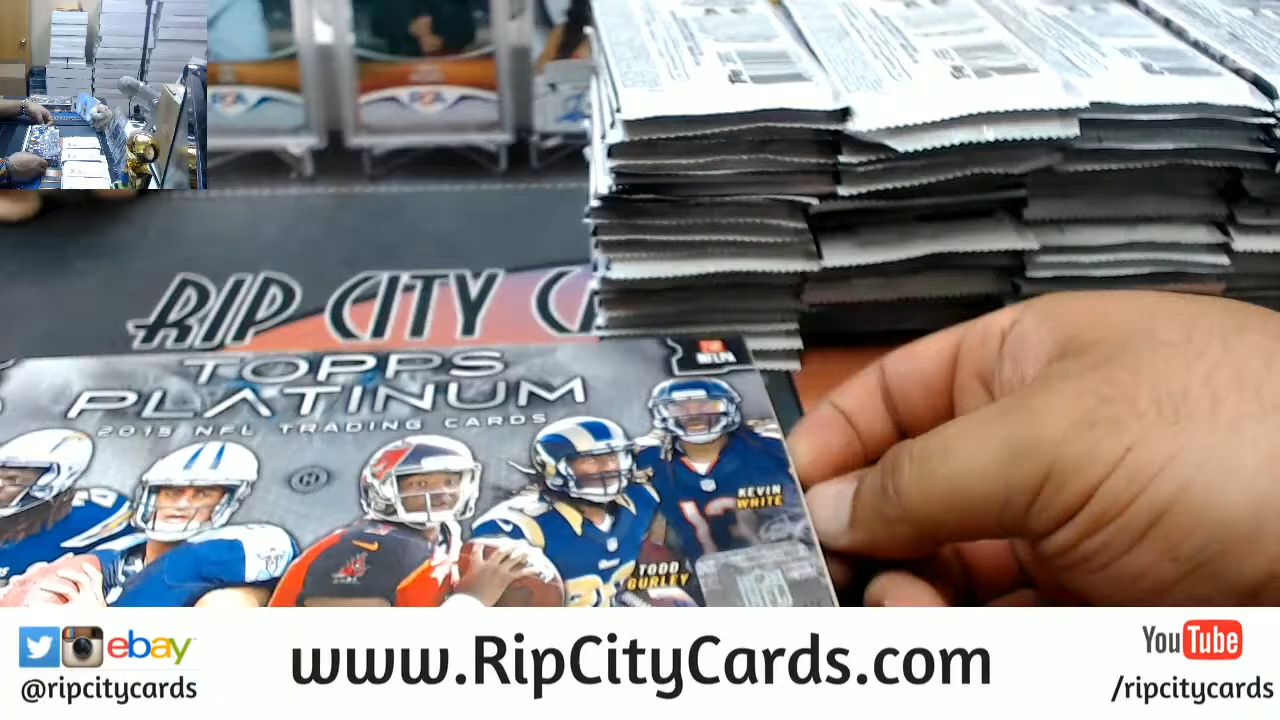 RIP CITY C
TOPPS
PLATINUM
2015 NFL TRADING CARDS
H
NFLPA
KEVIN
WHITE
TODD
GURLEY
ebay
@ripcitycards
www.RipCityCards.com
YouTube
/ripcitycards